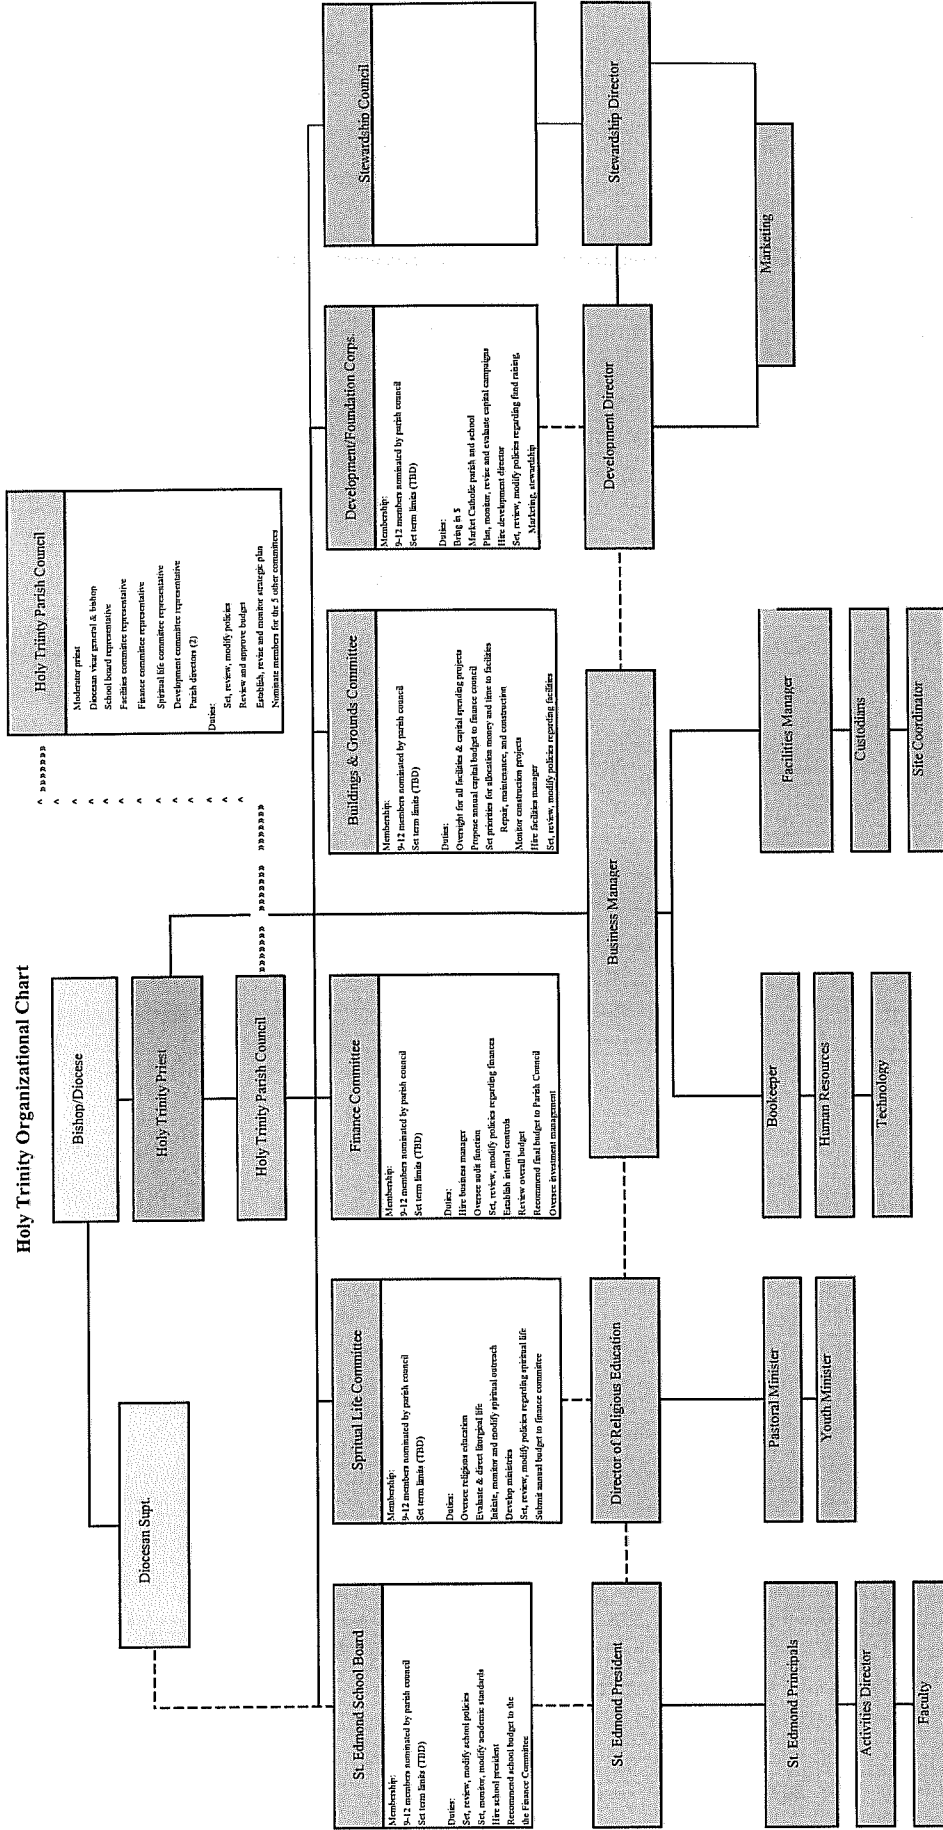 Holy Trinity Organizational Chart
Bishop/Diocese
Diocesan Supt.
Holy Trinity Priest
Holy Trinity Parish Council
^ »»»»»»»
^
^
^
^
^
^
^
^
^
^
^
^
»»»»»»» »»»»»»» »»»»»»»
Holy Triinty Parish Council
Moderator priest
Diocesan vicar general & bishop
School board representative
Facilities committee representative
Finance committee representative
Spiritual life committee representative
Development committee representative
Parish directors (2)
Duties:
Set, review, modify policies
Review and approve budgets
Establish, revise and monitor strategic plan
Nominate members for the 5 other committees
St. Edmond School Board
Membership:
9-12 members nominated by parish council
Set term limits (TBD)
Duties:
Set, review, modify school policies
Set, monitor, modify academic standards
Hire school president
Recommend school budget to the
the Finance Committee
Spritual Life Committee
Membership:
9-12 members nominated by parish council
Set term limits (TBD)
Duties:
Oversee religious education
Evaluate & direct liturgical life
Initiate, monitor and modify spiritual outreach
Develop ministries
Set, review, modify policies regarding spiritual life
Submit annual budget to finance committee
Finance Committee
Membership:
9-12 members nominated by parish council
Set term limits (TBD)
Duties:
Hire business manager
Oversee audit function
Set, review, modify policies regarding finances
Establish internal controls
Review overall budget
Recommend final budget to Parish Council
Oversee investment management
Buildings & Grounds Committee
Membership:
9-12 members nominated by parish council
Set term limits (TBD)
Duties:
Oversight for all facilities & capital spending projects
Propose annual capital budget to finance council
Set priorities for allocation money and time to facilities
Repair, maintenance, and construction
Monitor construction projects
Hire facilities manager
Set, review, modify policies regarding facilities
Development/Foundation Corps.
Membership:
9-12 members nominated by parish council
Set term limits (TBD)
Duties:
Bring in $
Market Catholic parish and school
Plan, monitor, revise and evaluate capital campaigns
Hire development director
Set, review, modify policies regarding fund raising,
Marketing, stewardship
Stewardship Council
St. Edmond President
Director of Religious Education
Business Manager
Development Director
Stewardship Director
St. Edmond Principals
Activities Director
Faculty
Pastoral Minister
Youth Minister
Bookeeper
Human Resources
Technology
Facilities Manager
Custodians
Site Coordinator
Marketing